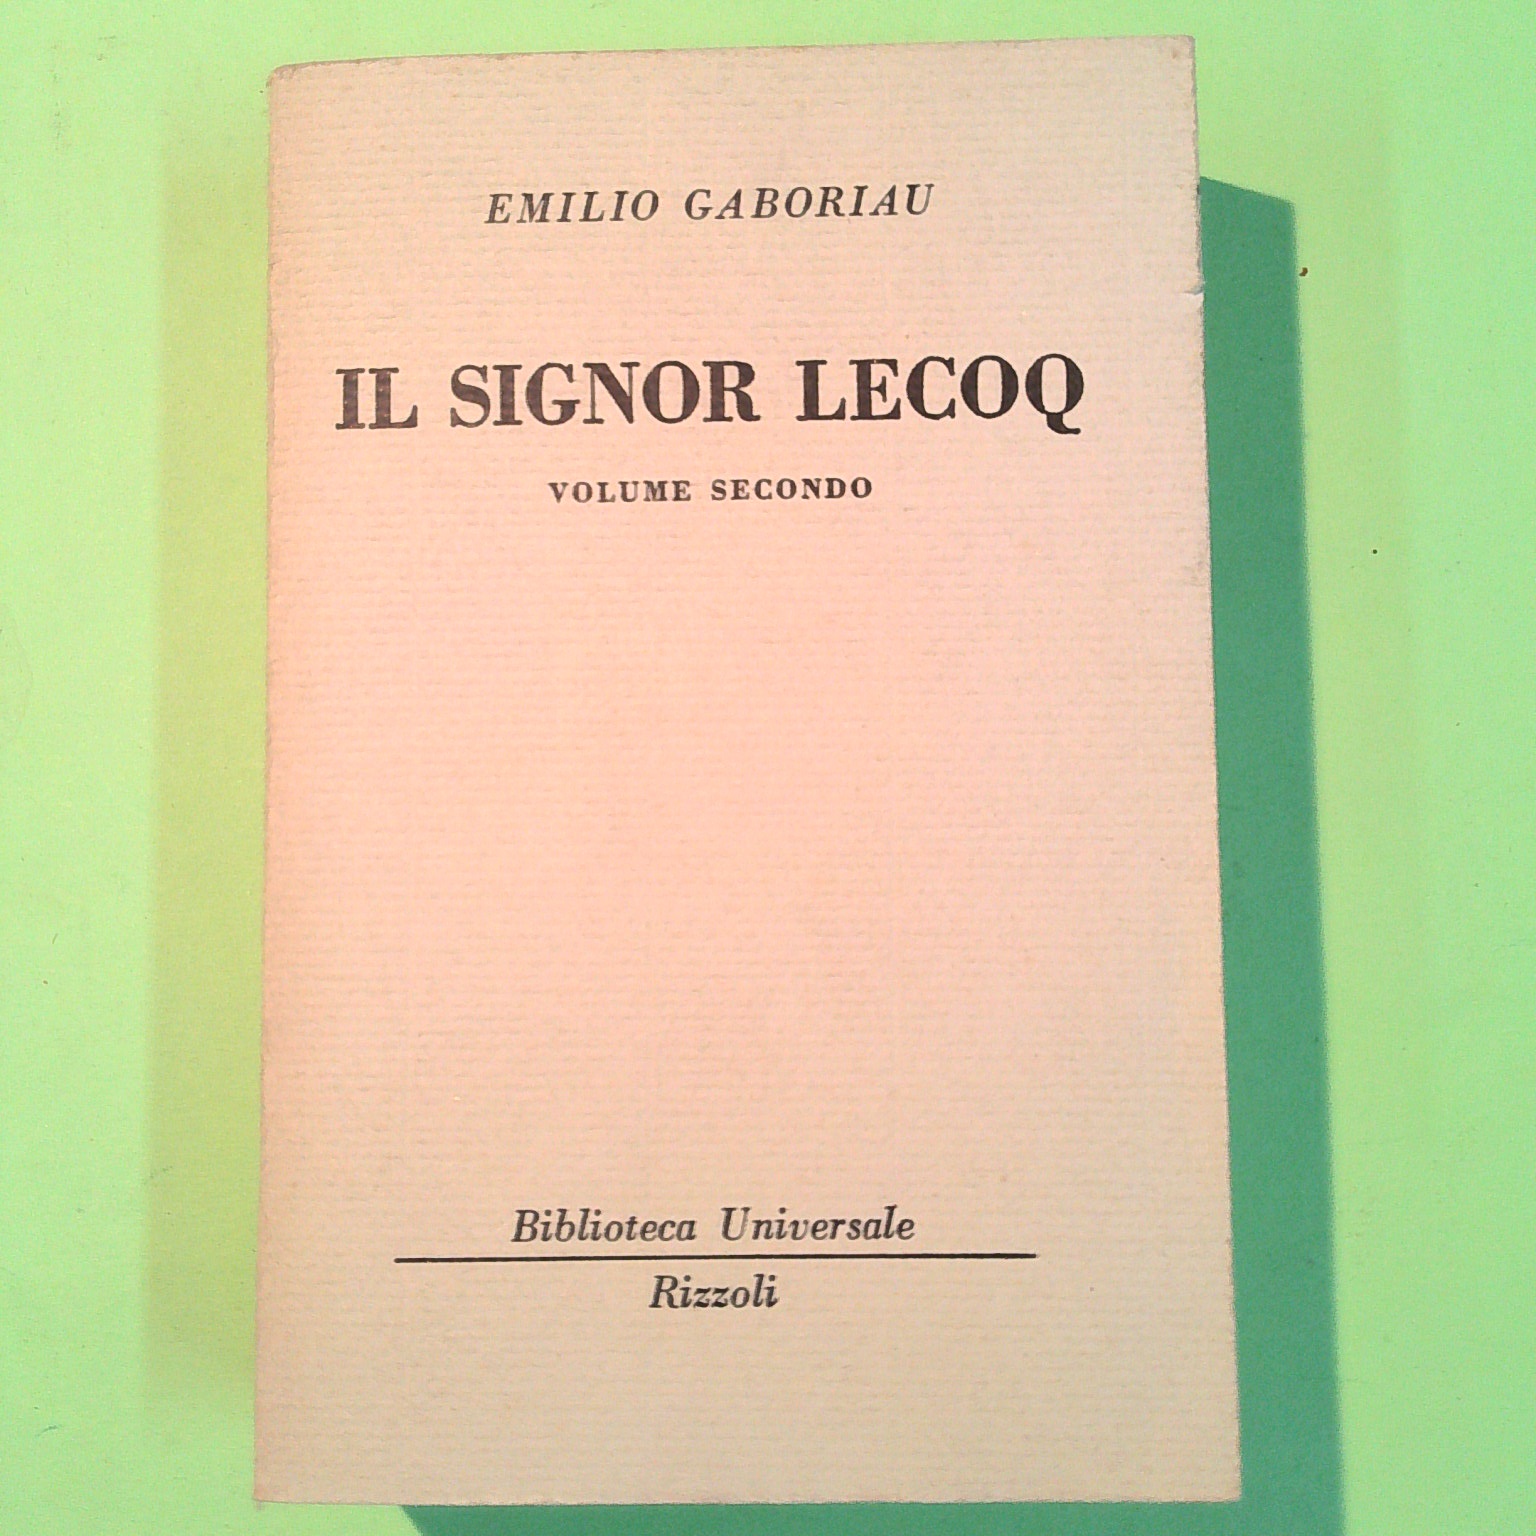 EMILIO GABORIAU
IL SIGNOR LECOQ
VOLUME SECONDO
Biblioteca Universale
Rizzoli